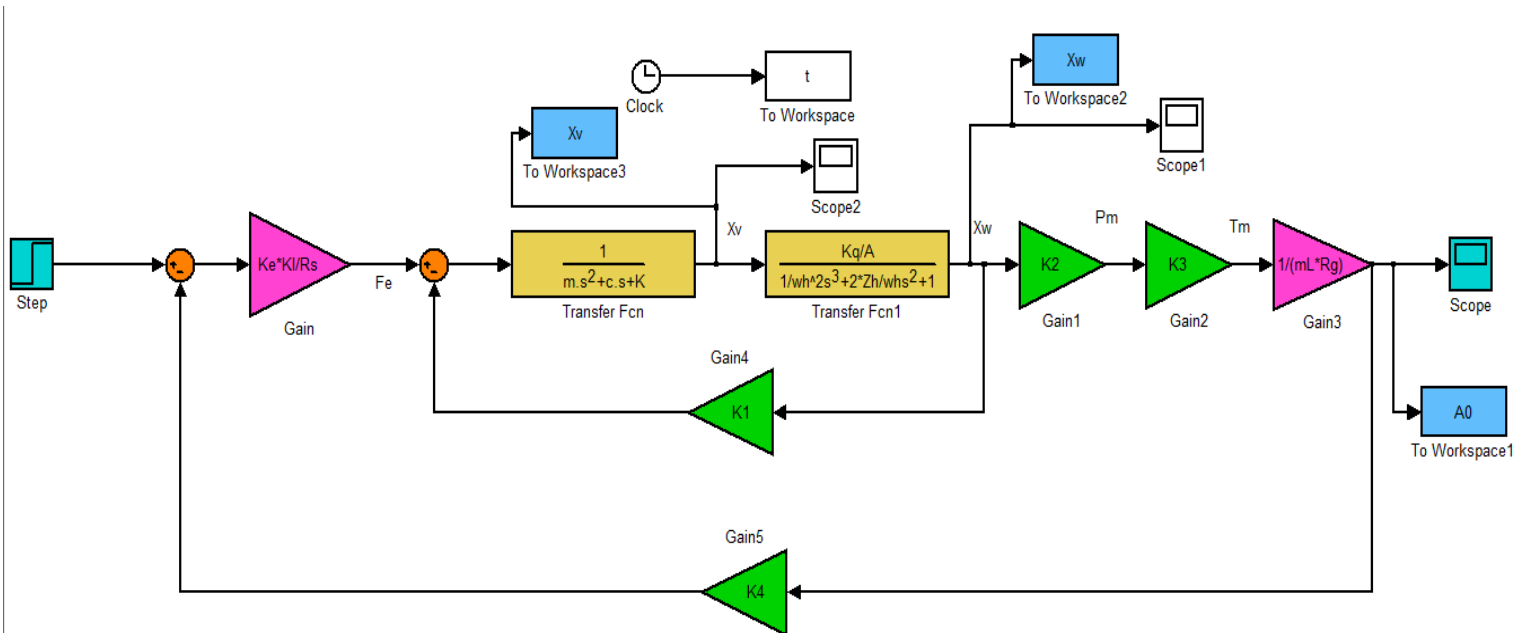 Xw
t
To Workspace2
Clock
To Workspace
Xv
Scope1
To Workspace3
Scope2
Step
Ke*Kl/Rs
Gain
Fe
+
-
+
-
1
m.s²+c.s+K
Transfer Fcn
Xv
Kq/A
1/wh^2s³+2*Zh/whs²+1
Transfer Fcn1
Xw
K2
Gain1
Pm
K3
Gain2
Tm
1/(mL*Rg)
Gain3
Scope
Gain4
K1
A0
To Workspace1
Gain5
K4